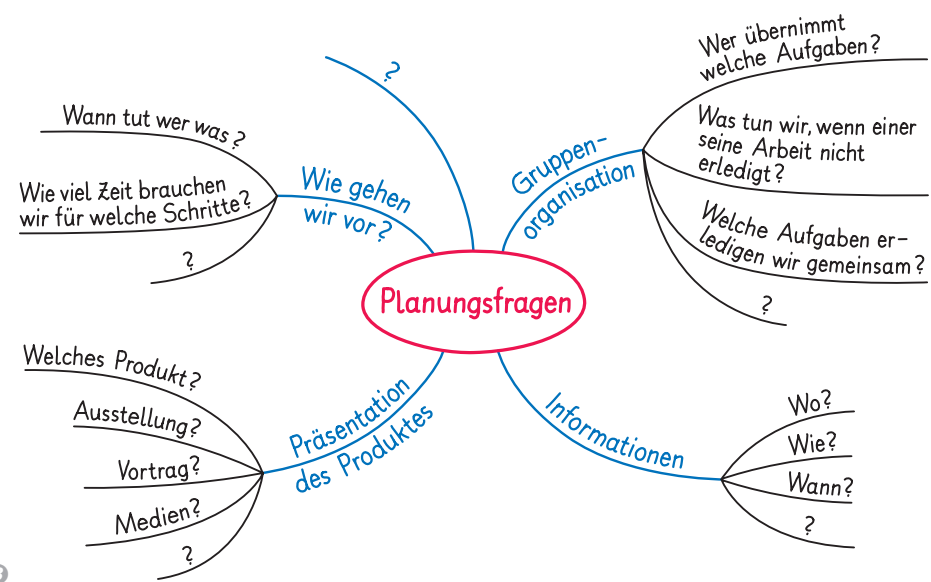 Planungsfragen
?
Gruppen-
organisation
Wer übernimmt
welche Aufgaben?
Was tun wir, wenn einer
seine Arbeit nicht
erledigt?
Welche Aufgaben er-
ledigen wir gemeinsam?
?
Informationen
Wo?
Wie?
Wann?
?
Präsentation
des Produktes
Welches Produkt?
Ausstellung?
Vortrag?
Medien?
?
Wie gehen
wir vor?
Wann tut wer was?
Wie viel Zeit brauchen
wir für welche Schritte?
?